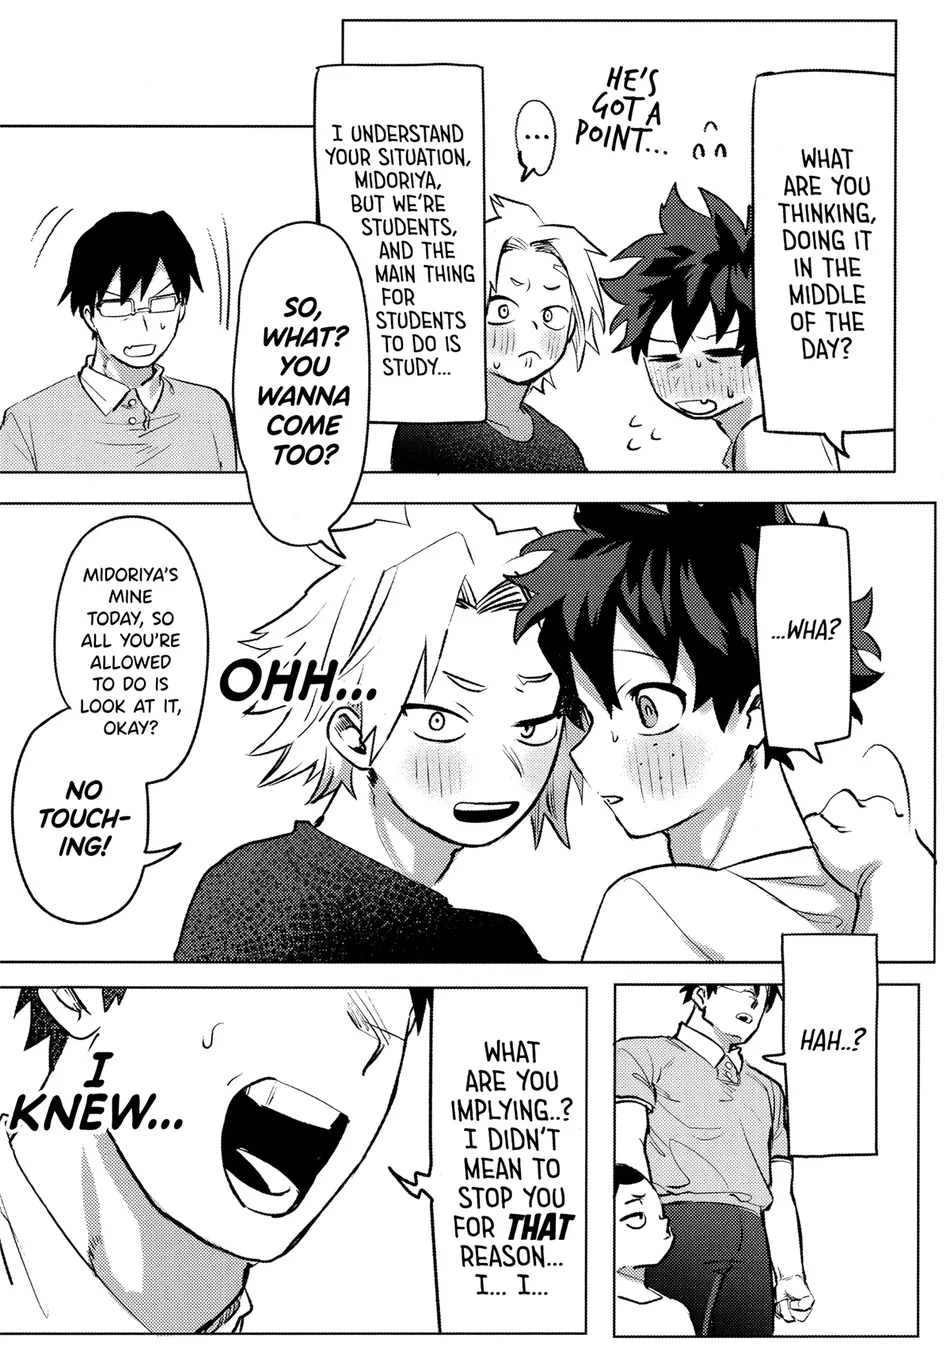 WHAT
ARE YOU
THINKING,
DOING IT
IN THE
MIDDLE
OF THE
DAY?
HE'S
GOT A
POINT...
...
I UNDERSTAND
YOUR SITUATION,
MIDORIYA,
BUT WE'RE
STUDENTS,
AND THE
MAIN THING
FOR
STUDENTS
TO DO IS
STUDY...
SO,
WHAT?
YOU
WANNA
COME
TOO?
...WHA?
OHH...
MIDORIYA'S
MINE
TODAY, SO
ALL YOU'RE
ALLOWED
TO DO IS
LOOK AT IT,
OKAY?
NO
TOUCH-
ING!
HAH..?
WHAT
ARE YOU
IMPLYING..?
I DIDN'T
MEAN TO
STOP YOU
FOR THAT
REASON...
I... I...
I
KNEW...